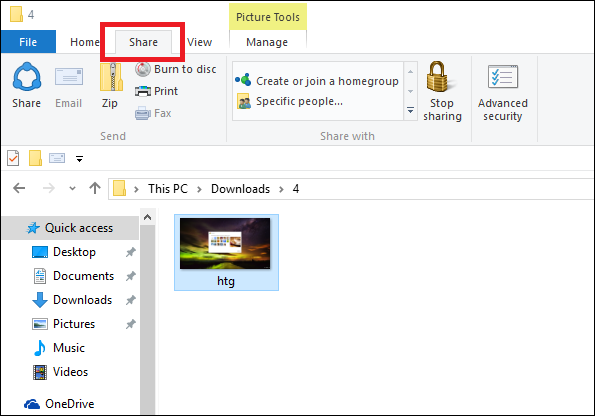 4
Picture Tools
File Home Share View Manage
Share Email Zip
Burn to disc
Print
Fax
Create or join a homegroup
Specific people...
Stop sharing
Advanced security
Send Share with
This PC Downloads 4
Quick access
Desktop
Documents
Downloads
Pictures
Music
Videos
OneDrive
htg